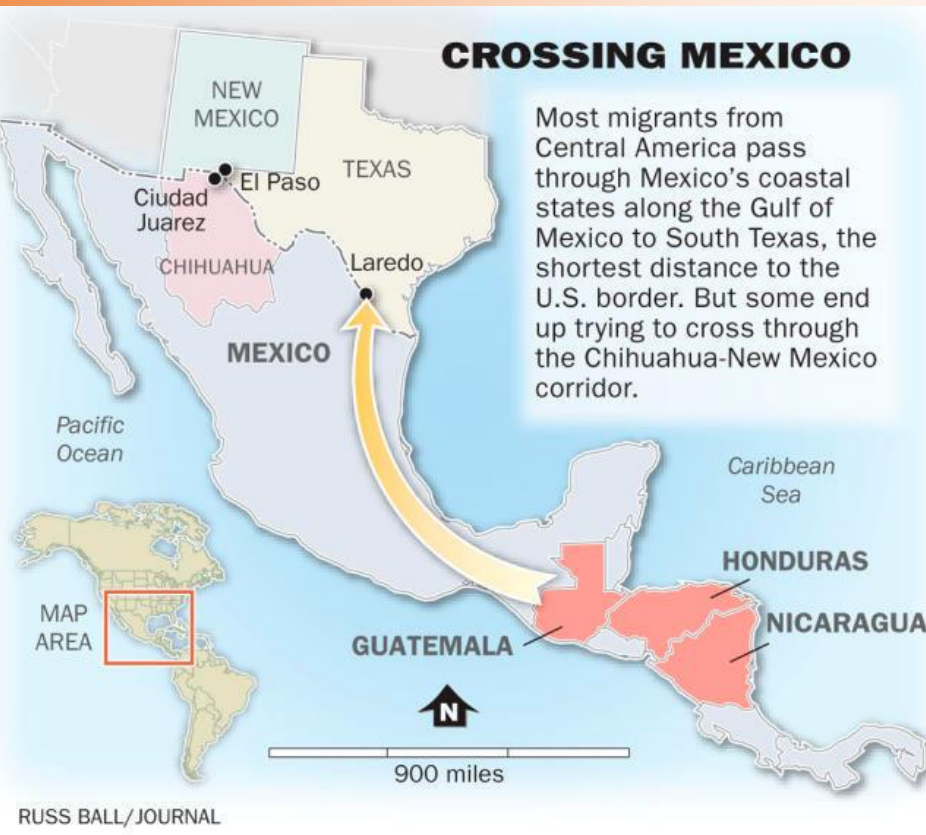 CROSSING MEXICO
Most migrants from
Central America pass
through Mexico’s coastal
states along the Gulf of
Mexico to South Texas, the
shortest distance to the
U.S. border. But some end
up trying to cross through
the Chihuahua-New Mexico
corridor.
NEW
MEXICO
TEXAS
El Paso
Ciudad
Juarez
CHIHUAHUA
Laredo
MEXICO
Pacific
Ocean
Caribbean
Sea
HONDURAS
NICARAGUA
GUATEMALA
MAP
AREA
N
900 miles
RUSS BALL/JOURNAL